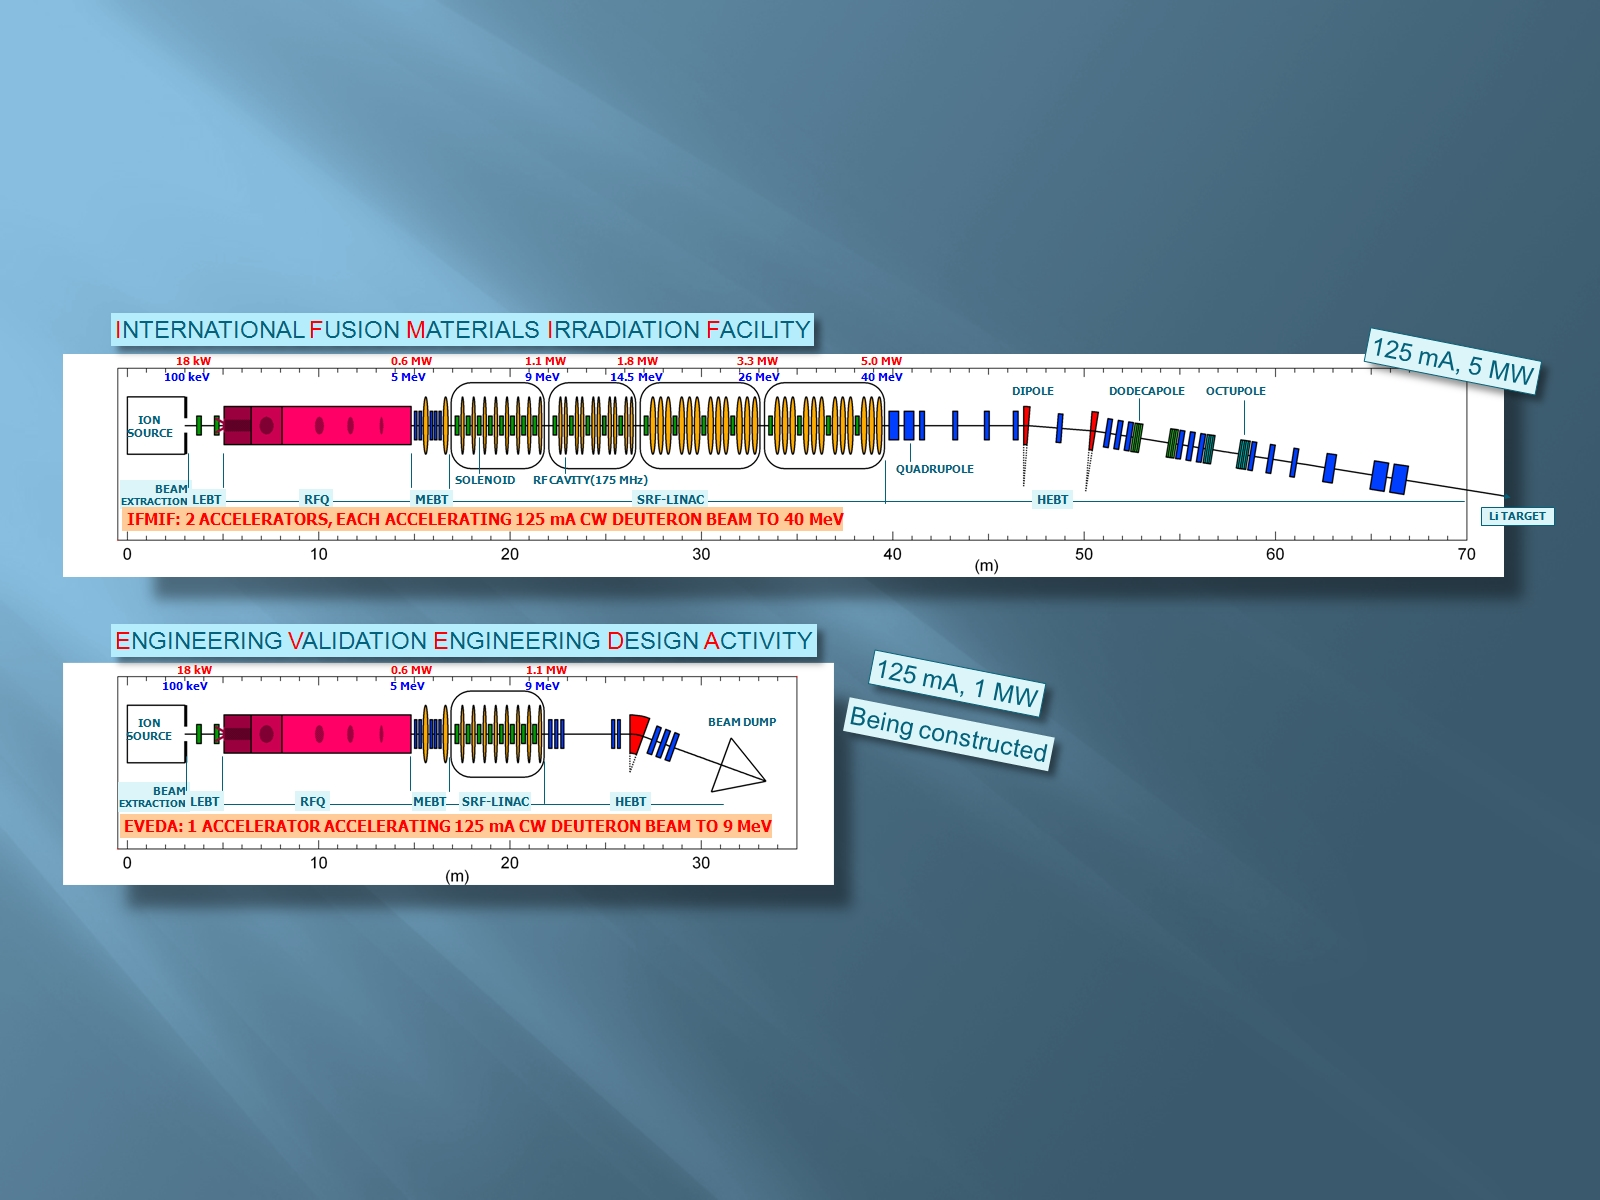 INTERNATIONAL FUSION MATERIALS IRRADIATION FACILITY
125 mA, 5 MW
18 kW 0.6 MW 1.1 MW 1.8 MW 3.3 MW 5.0 MW
100 keV 5 MeV 9 MeV 14.5 MeV 26 MeV 40 MeV
DIPOLE DODECAPOLE OCTUPOLE
ION
SOURCE
QUADRUPOLE
SOLENOID RF CAVITY(175 MHz)
BEAM
EXTRACTION LEBT RFQ MEBT SRF-LINAC HEBT
Li TARGET
IFMIF: 2 ACCELERATORS, EACH ACCELERATING 125 mA CW DEUTERON BEAM TO 40 MeV
0 10 20 30 40 50 60 70
(m)
ENGINEERING VALIDATION ENGINEERING DESIGN ACTIVITY
125 mA, 1 MW
Being constructed
18 kW 0.6 MW 1.1 MW
100 keV 5 MeV 9 MeV
ION
SOURCE
BEAM DUMP
BEAM
EXTRACTION LEBT RFQ MEBT SRF-LINAC HEBT
EVEDA: 1 ACCELERATOR ACCELERATING 125 mA CW DEUTERON BEAM TO 9 MeV
0 10 20 30
(m)